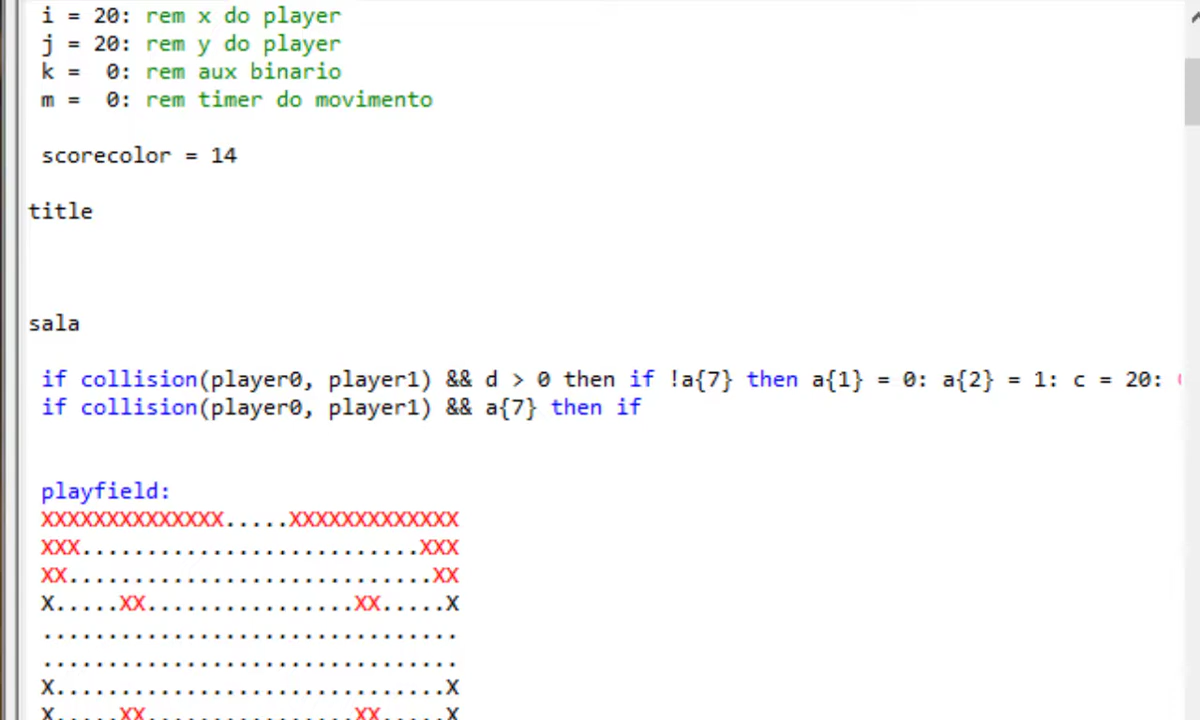 i = 20: rem x do player
j = 20: rem y do player
k =  0: rem aux binario
m =  0: rem timer do movimento
scorecolor = 14
title
sala
if collision(player0, player1) && d > 0 then if !a{7} then a{1} = 0: a{2} = 1: c = 20:
if collision(player0, player1) && a{7} then if
playfield:
XXXXXXXXXXXXXX.....XXXXXXXXXXXXX
XXX..........................XXX
XX............................XX
X.....XX................XX.....X
................................
................................
X..............................X
X.....XX................XX.....X